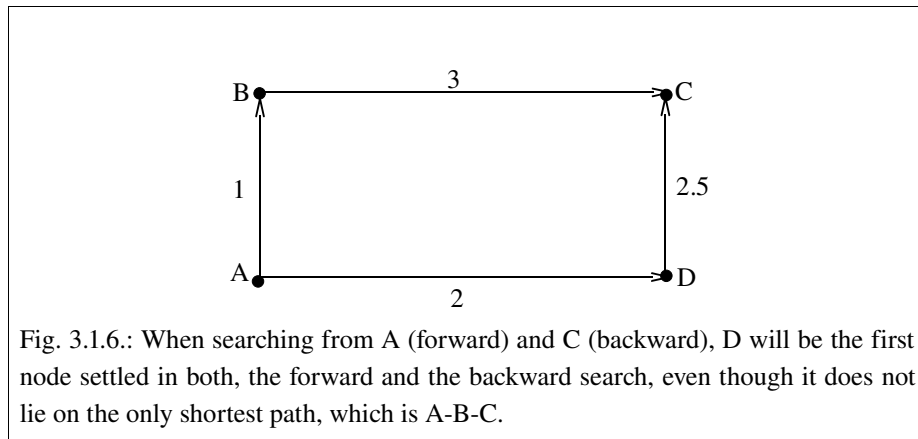 B 3 C
1 2.5
A D
2
Fig. 3.1.6.: When searching from A (forward) and C (backward), D will be the first
node settled in both, the forward and the backward search, even though it does not
lie on the only shortest path, which is A-B-C.